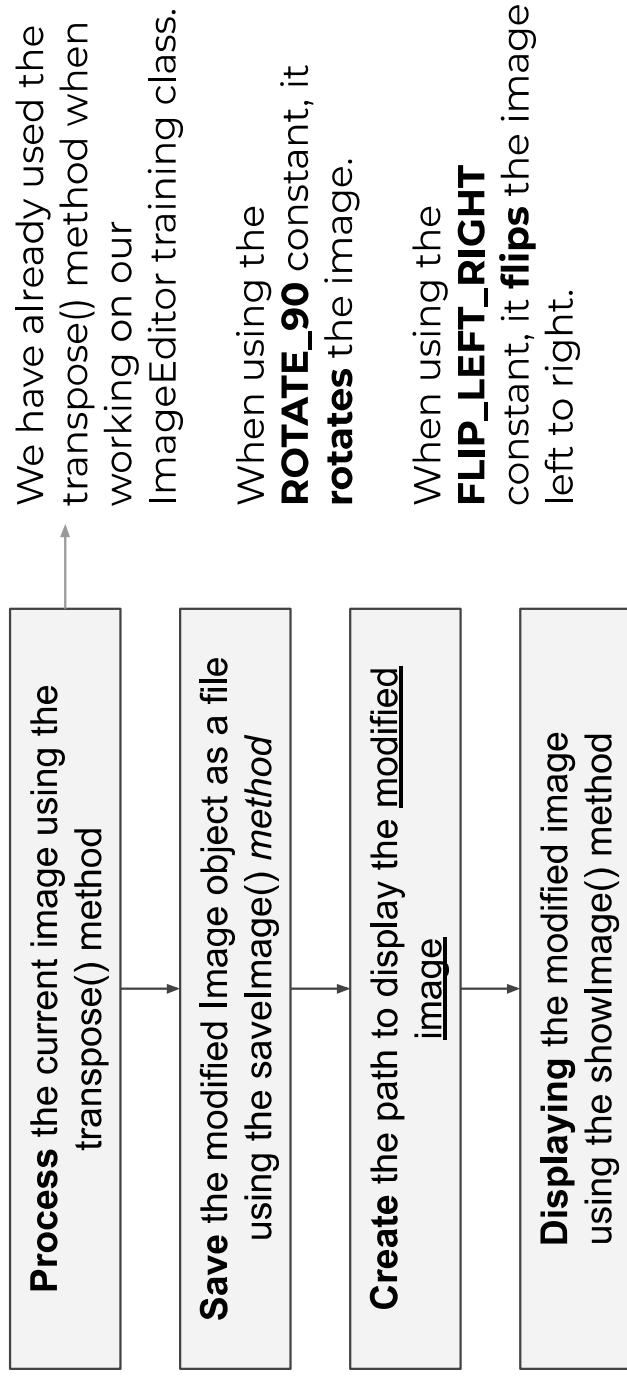 Process the current image using the
transpose() method
Save the modified Image object as a file
using the saveImage() method
Create the path to display the modified
image
Displaying the modified image
using the showImage() method
We have already used the
transpose() method when
working on our
ImageEditor training class.
When using the
ROTATE_90 constant, it
rotates the image.
When using the
FLIP_LEFT_RIGHT
constant, it flips the image
left to right.